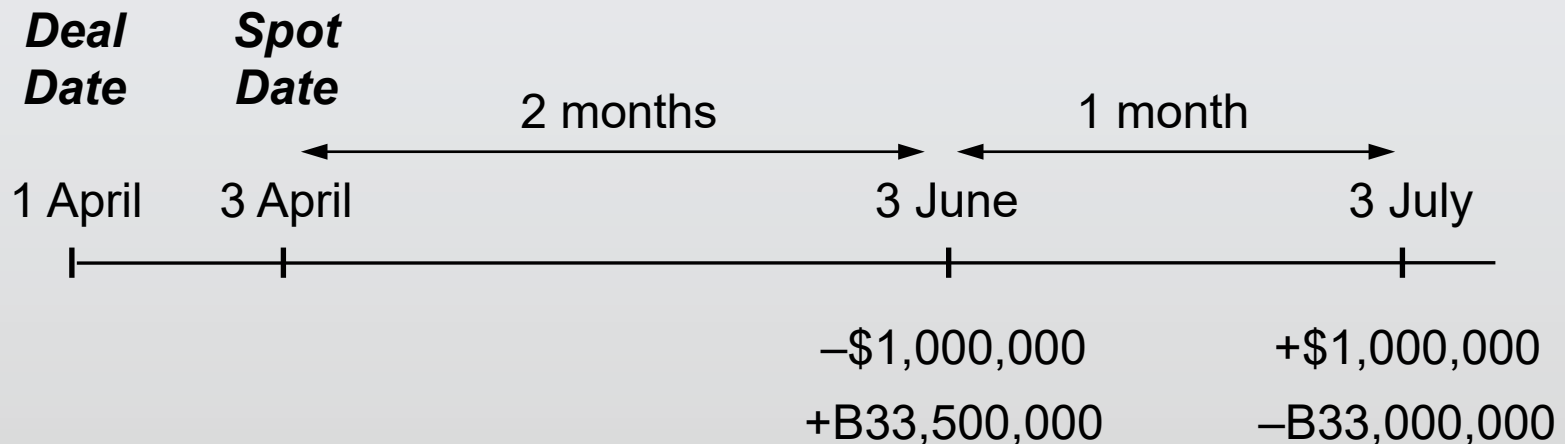 Deal Date
Spot Date
2 months
1 month
1 April
3 April
3 June
3 July
–$1,000,000
+$1,000,000
+B33,500,000
–B33,000,000